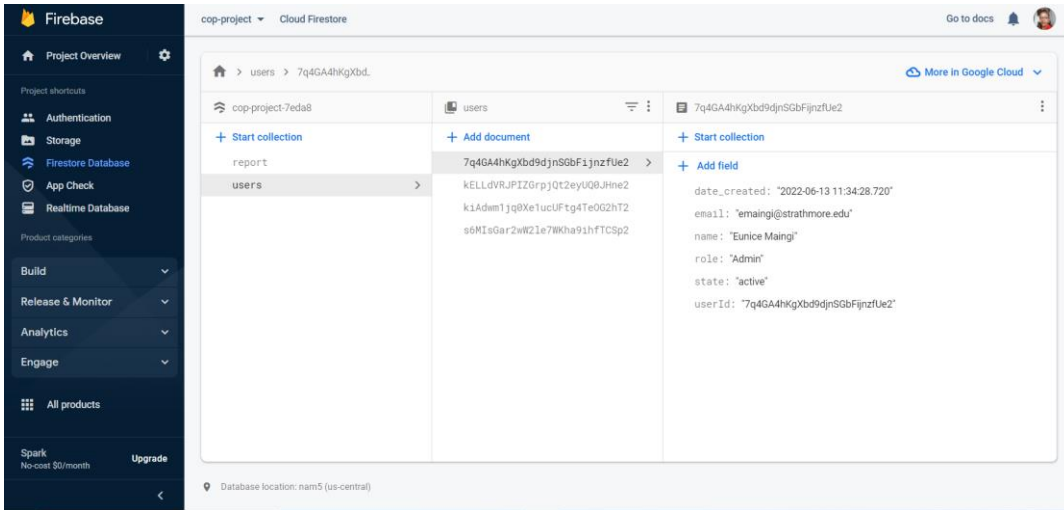 Firebase
cop-project
Cloud Firestore
Go to docs
Project Overview
Project shortcuts
Authentication
Storage
Firestore Database
App Check
Realtime Database
Product categories
Build
Release & Monitor
Analytics
Engage
All products
Spark
No-cost $0/month
Upgrade
> users > 7q4GA4hKgXbd..
More in Google Cloud
cop-project-7eda8
+ Start collection
report
users
users
+ Add document
7q4GA4hKgXbd9djnSGbFijnzfUe2
kELLdVRJPIZGrpjQt2eyUQ0JHne2
kiAdwm1jq0Xe1ucUFtg4TeOG2hT2
s6MIsGar2wW2le7WKha9ihfTCSp2
7q4GA4hKgXbd9djnSGbFijnzfUe2
+ Start collection
+ Add field
date_created: "2022-06-13 11:34:28.720"
email: "emaingi@strathmore.edu"
name: "Eunice Maingi"
role: "Admin"
state: "active"
userId: "7q4GA4hKgXbd9djnSGbFijnzfUe2"
Database location: nam5 (us-central)